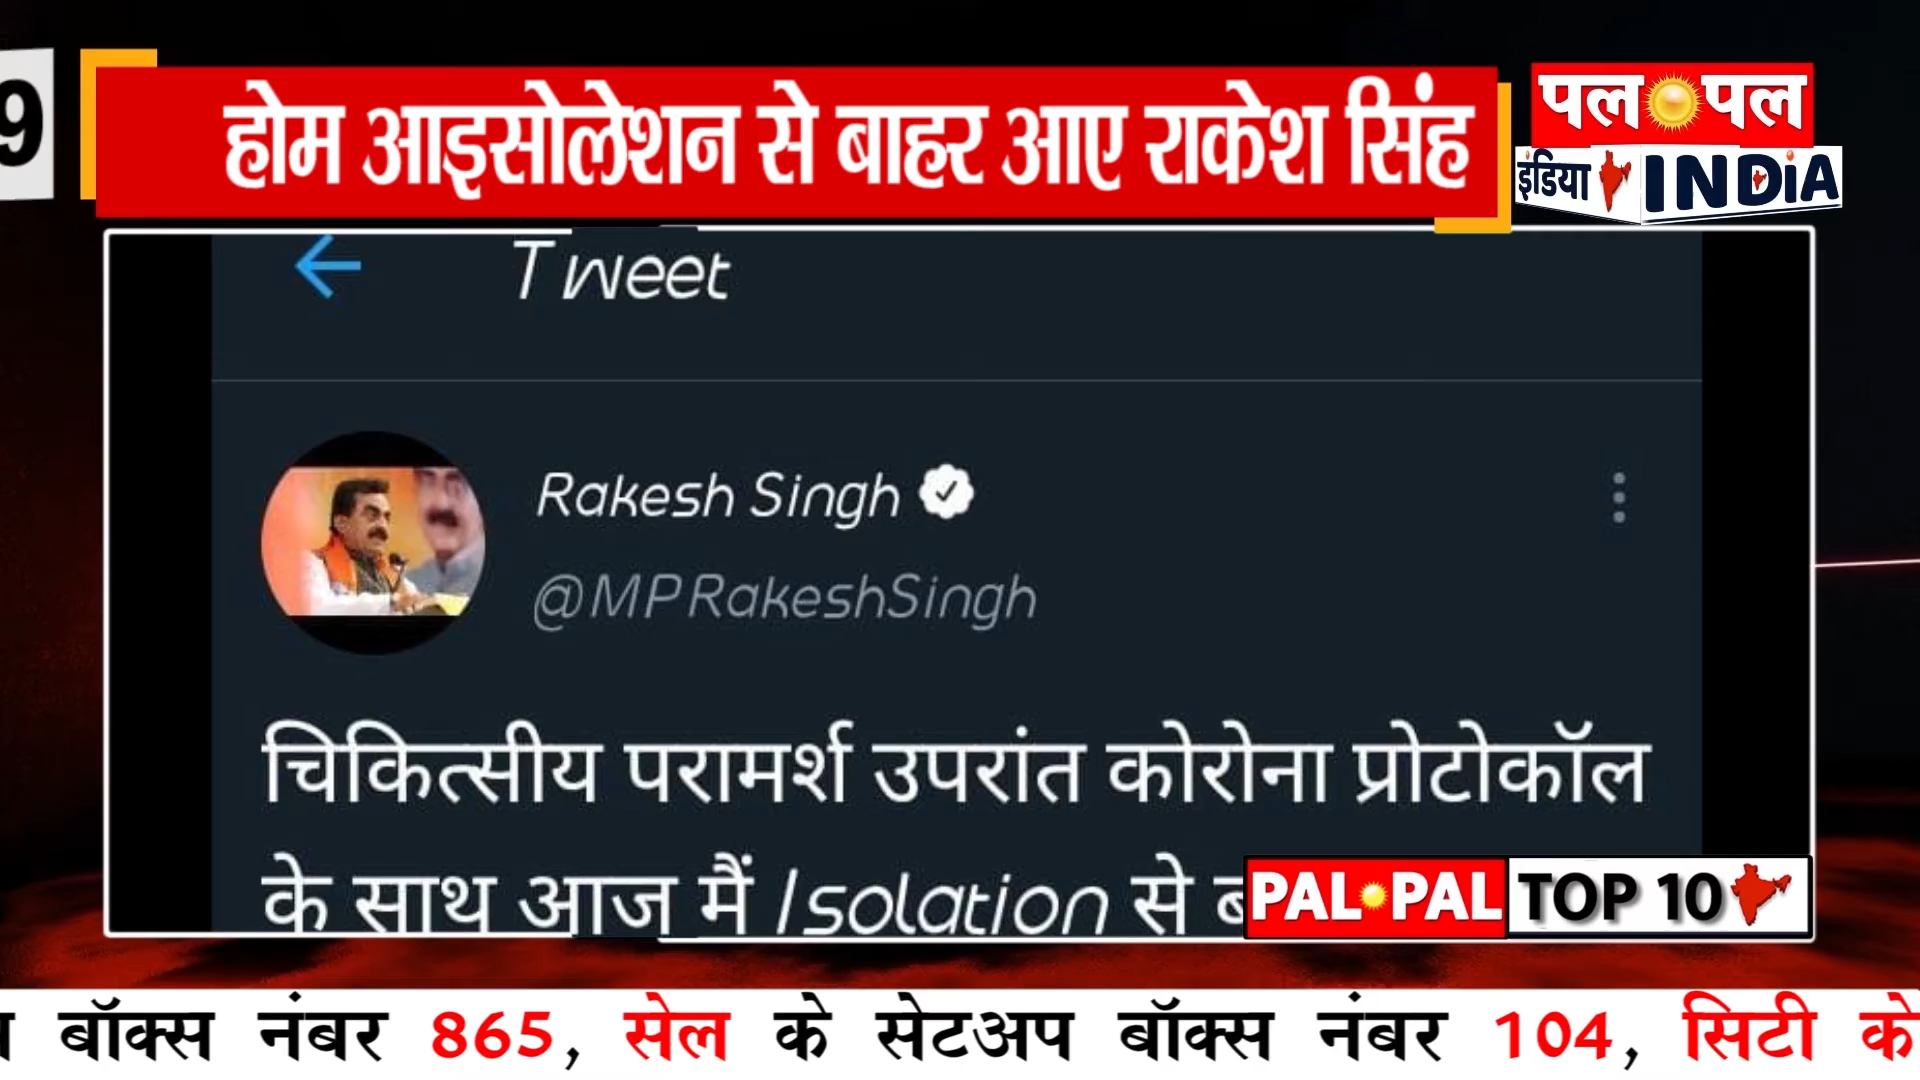 9
होम आइसोलेशन से बाहर आए राकेश सिंह
पल पल
इंडिया INDIA
Tweet
Rakesh Singh
@MPRakeshSingh
चिकित्सीय परामर्श उपरांत कोरोना प्रोटोकॉल
के साथ आज मैं Isolation से
PAL PAL TOP 10
बॉक्स नंबर 865, सेल के सेटअप बॉक्स नंबर 104, सिटी के